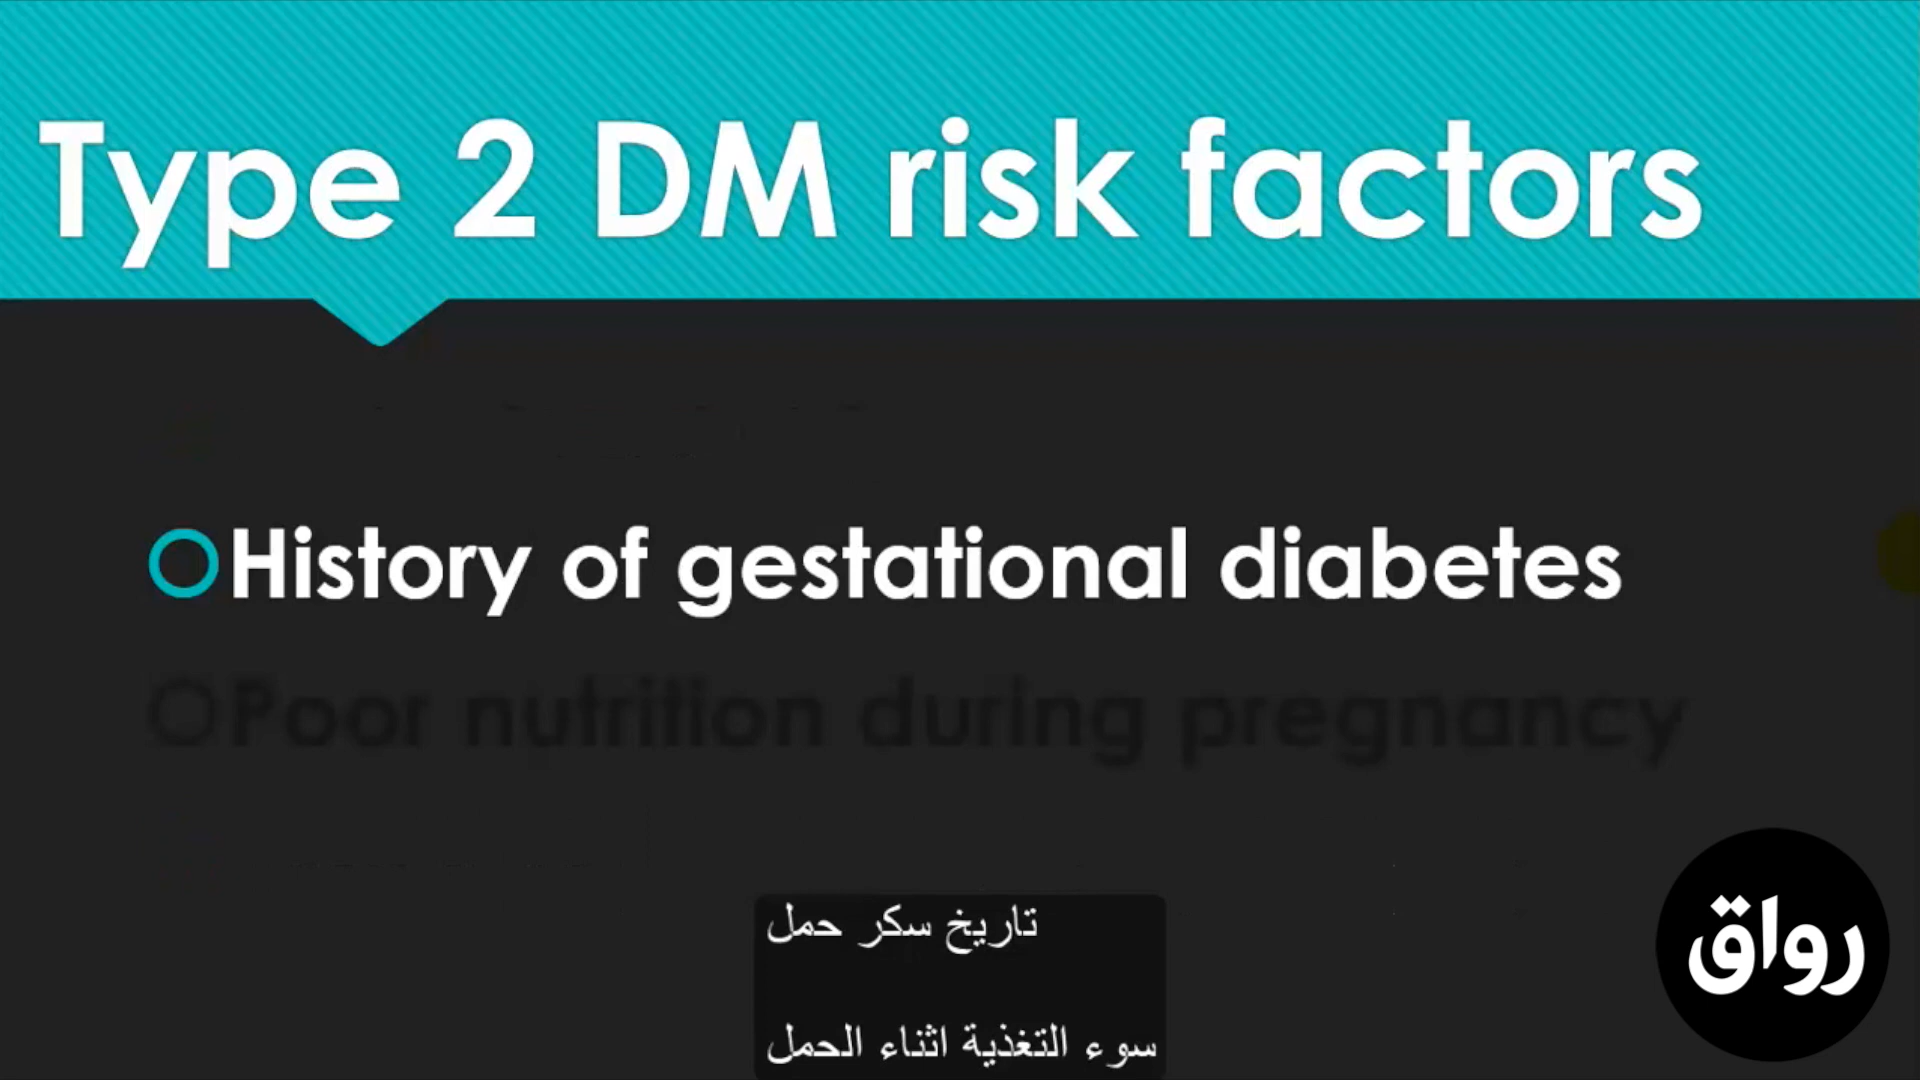 Type 2 DM risk factors
History of gestational diabetes
Poor nutrition during pregnancy
تاريخ سكر حمل
سوء التغذية اثناء الحمل
رواق